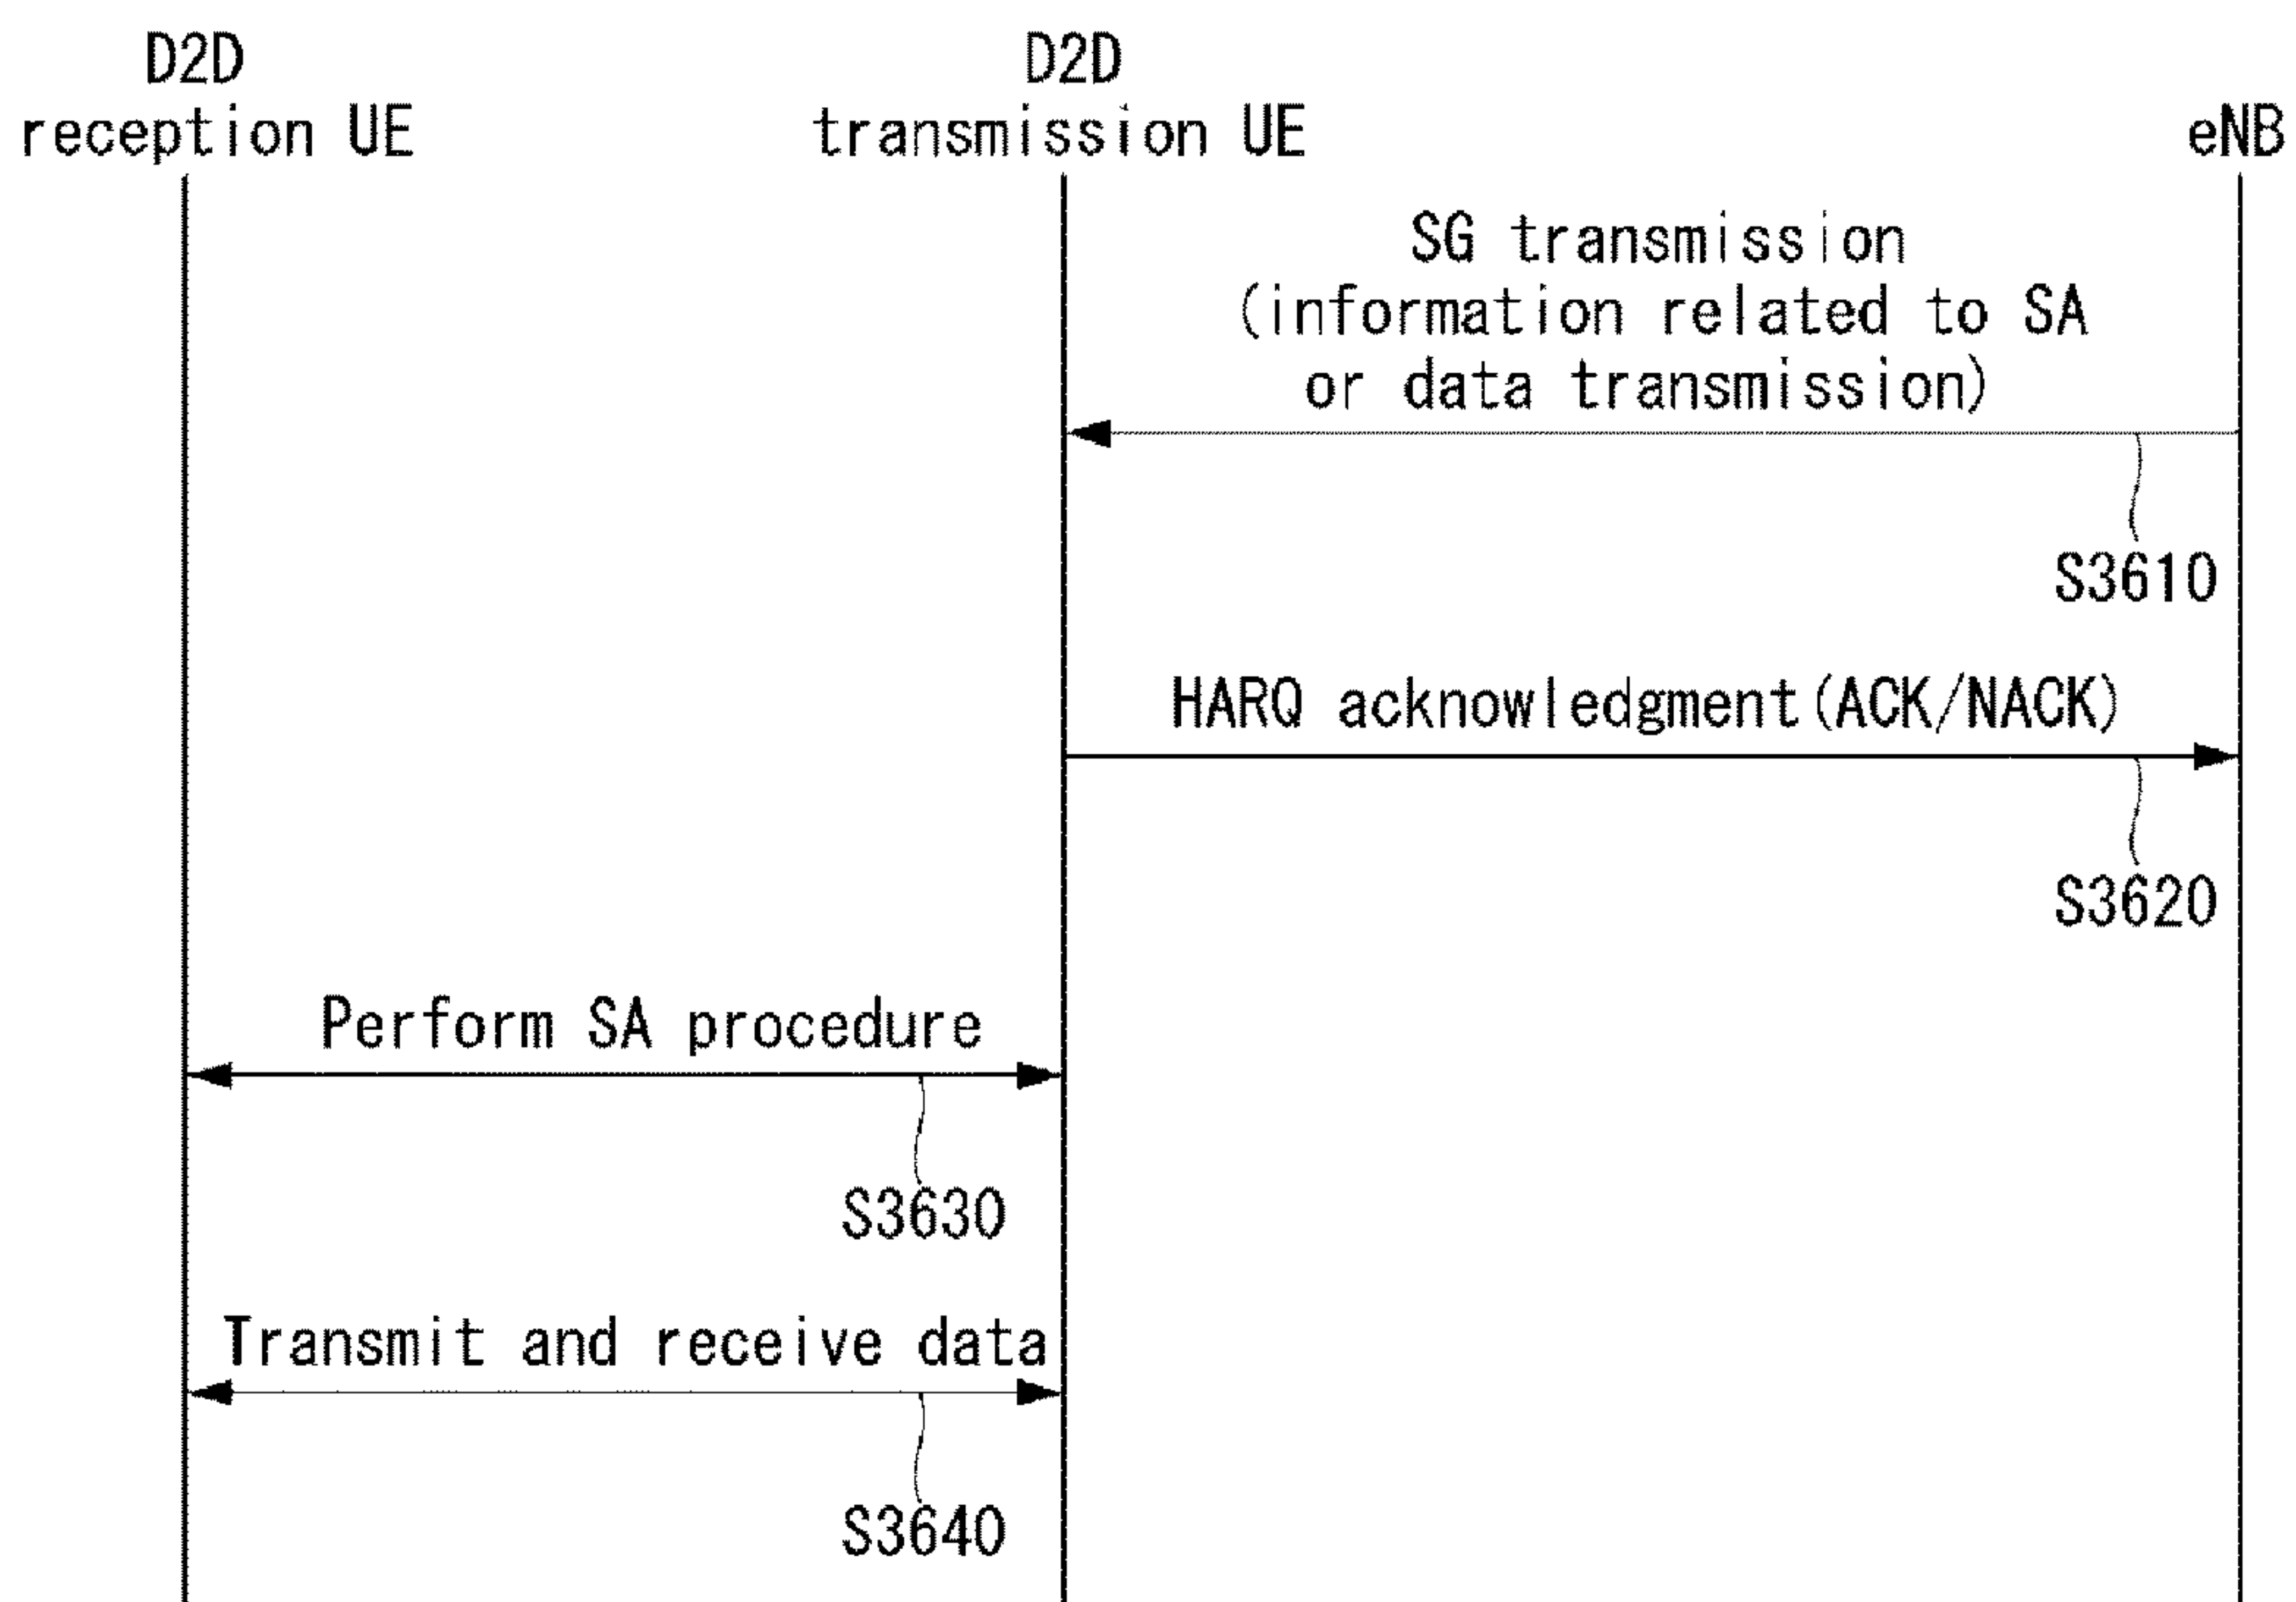 D2D
reception UE
D2D
transmission UE
eNB
SG transmission
(information related to SA
or data transmission)
S3610
HARQ acknowledgment(ACK/NACK)
S3620
Perform SA procedure
S3630
Transmit and receive data
S3640